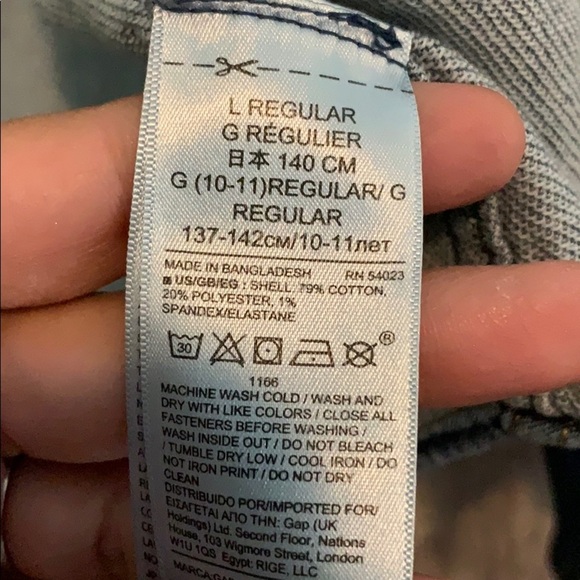 L REGULAR
G RÉGULIER
日本 140 CM
G (10-11)REGULAR/ G
REGULAR
137-142см/10-11лет
MADE IN BANGLADESH RN 54023
US/GB/EG : SHELL 79% COTTON,
20% POLYESTER, 1%
SPANDEX/ELASTANE
30
®
1166
MACHINE WASH COLD / WASH AND
DRY WITH LIKE COLORS / CLOSE ALL
FASTENERS BEFORE WASHING /
WASH INSIDE OUT / DO NOT BLEACH
/ TUMBLE DRY LOW / COOL IRON / DO
NOT IRON PRINT / DO NOT DRY
CLEAN
DISTRIBUIDO POR/IMPORTED FOR/
ΕΙΣΑΓΕΤΑΙ ΑΠΟ ΤΗΝ: Gap (UK
Holdings) Ltd. Second Floor, Nations
House, 103 Wigmore Street, London
W1U 1QS Egypt: RIGE, LLC